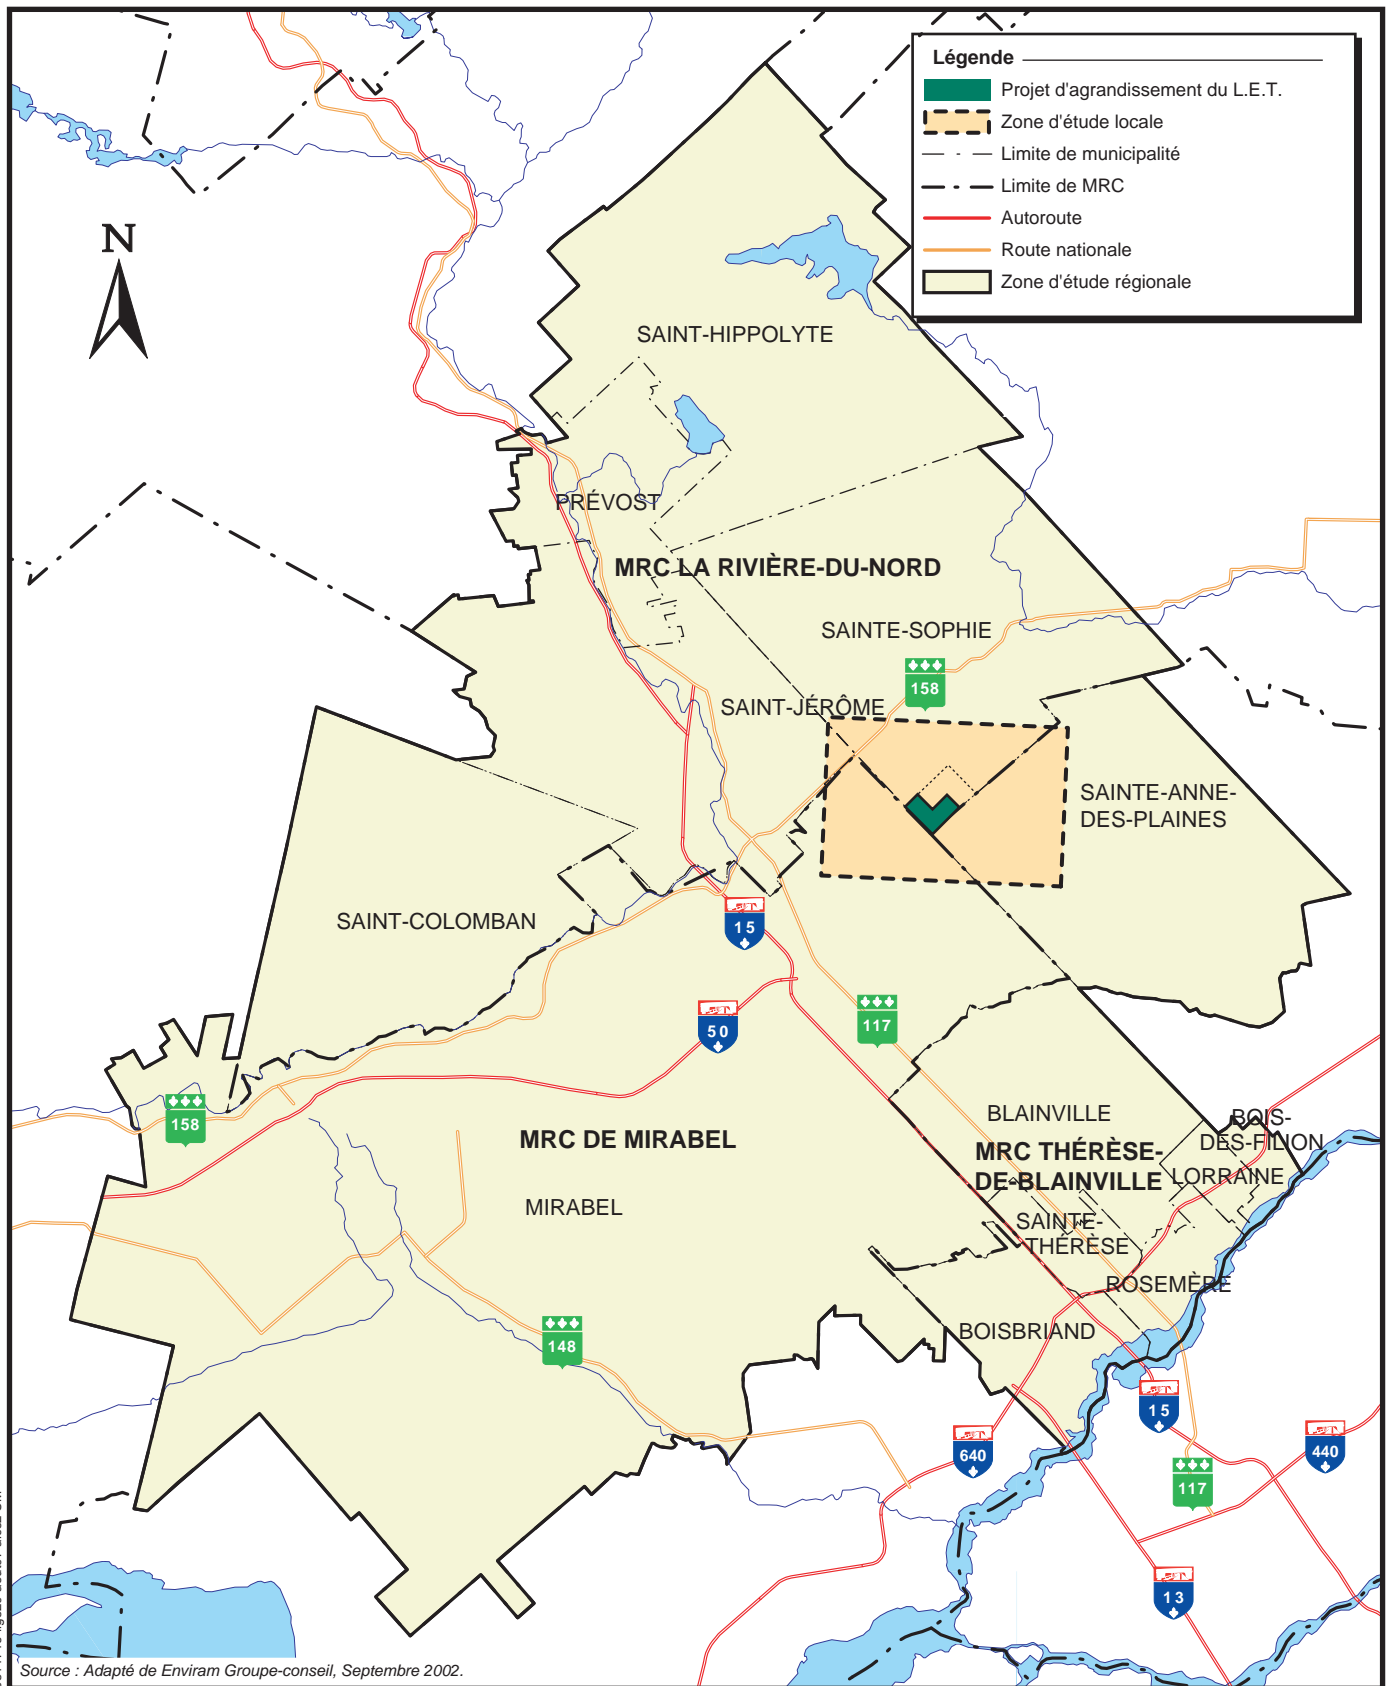 Légende
Projet d'agrandissement du L.E.T.
Zone d'étude locale
Limite de municipalité
Limite de MRC
Autoroute
Route nationale
Zone d'étude régionale
N
SAINT-HIPPOLYTE
PRÉVOST
MRC LA RIVIÈRE-DU-NORD
SAINTE-SOPHIE
158
SAINT-JÉRÔME
SAINTE-ANNE-
DES-PLAINES
SAINT-COLOMBAN
15
50
117
158
BLAINVILLE
BOIS-
DES-FILION
MRC DE MIRABEL
MRC THÉRÈSE-
DE-BLAINVILLE
LORRAINE
MIRABEL
SAINTE-
THÉRÈSE
ROSEMÈRE
BOISBRIAND
148
15
640
440
117
13
Source : Adapté de Enviram Groupe-conseil, Septembre 2002.